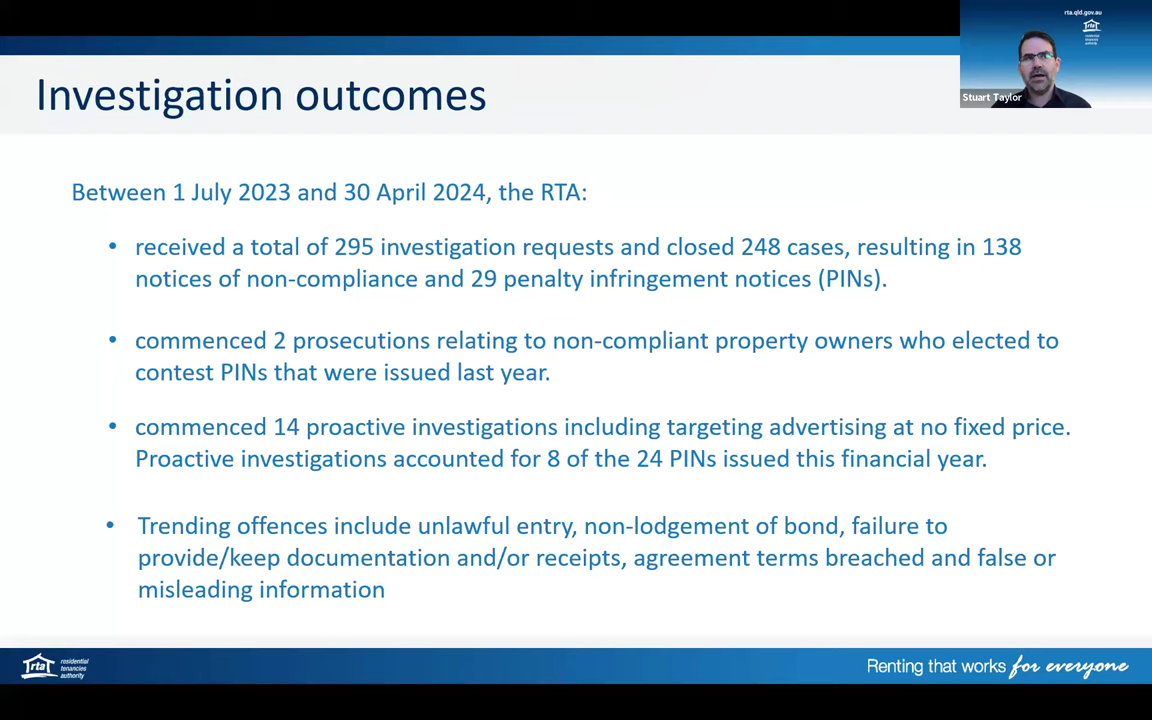 rta.qld.gov.au
rta
residential
tenancies
authority
Stuart Taylor
Investigation outcomes
Between 1 July 2023 and 30 April 2024, the RTA:
• received a total of 295 investigation requests and closed 248 cases, resulting in 138
notices of non-compliance and 29 penalty infringement notices (PINs).
• commenced 2 prosecutions relating to non-compliant property owners who elected to
contest PINs that were issued last year.
• commenced 14 proactive investigations including targeting advertising at no fixed price.
Proactive investigations accounted for 8 of the 24 PINs issued this financial year.
• Trending offences include unlawful entry, non-lodgement of bond, failure to
provide/keep documentation and/or receipts, agreement terms breached and false or
misleading information
rta
residential
tenancies
authority
Renting that works for everyone